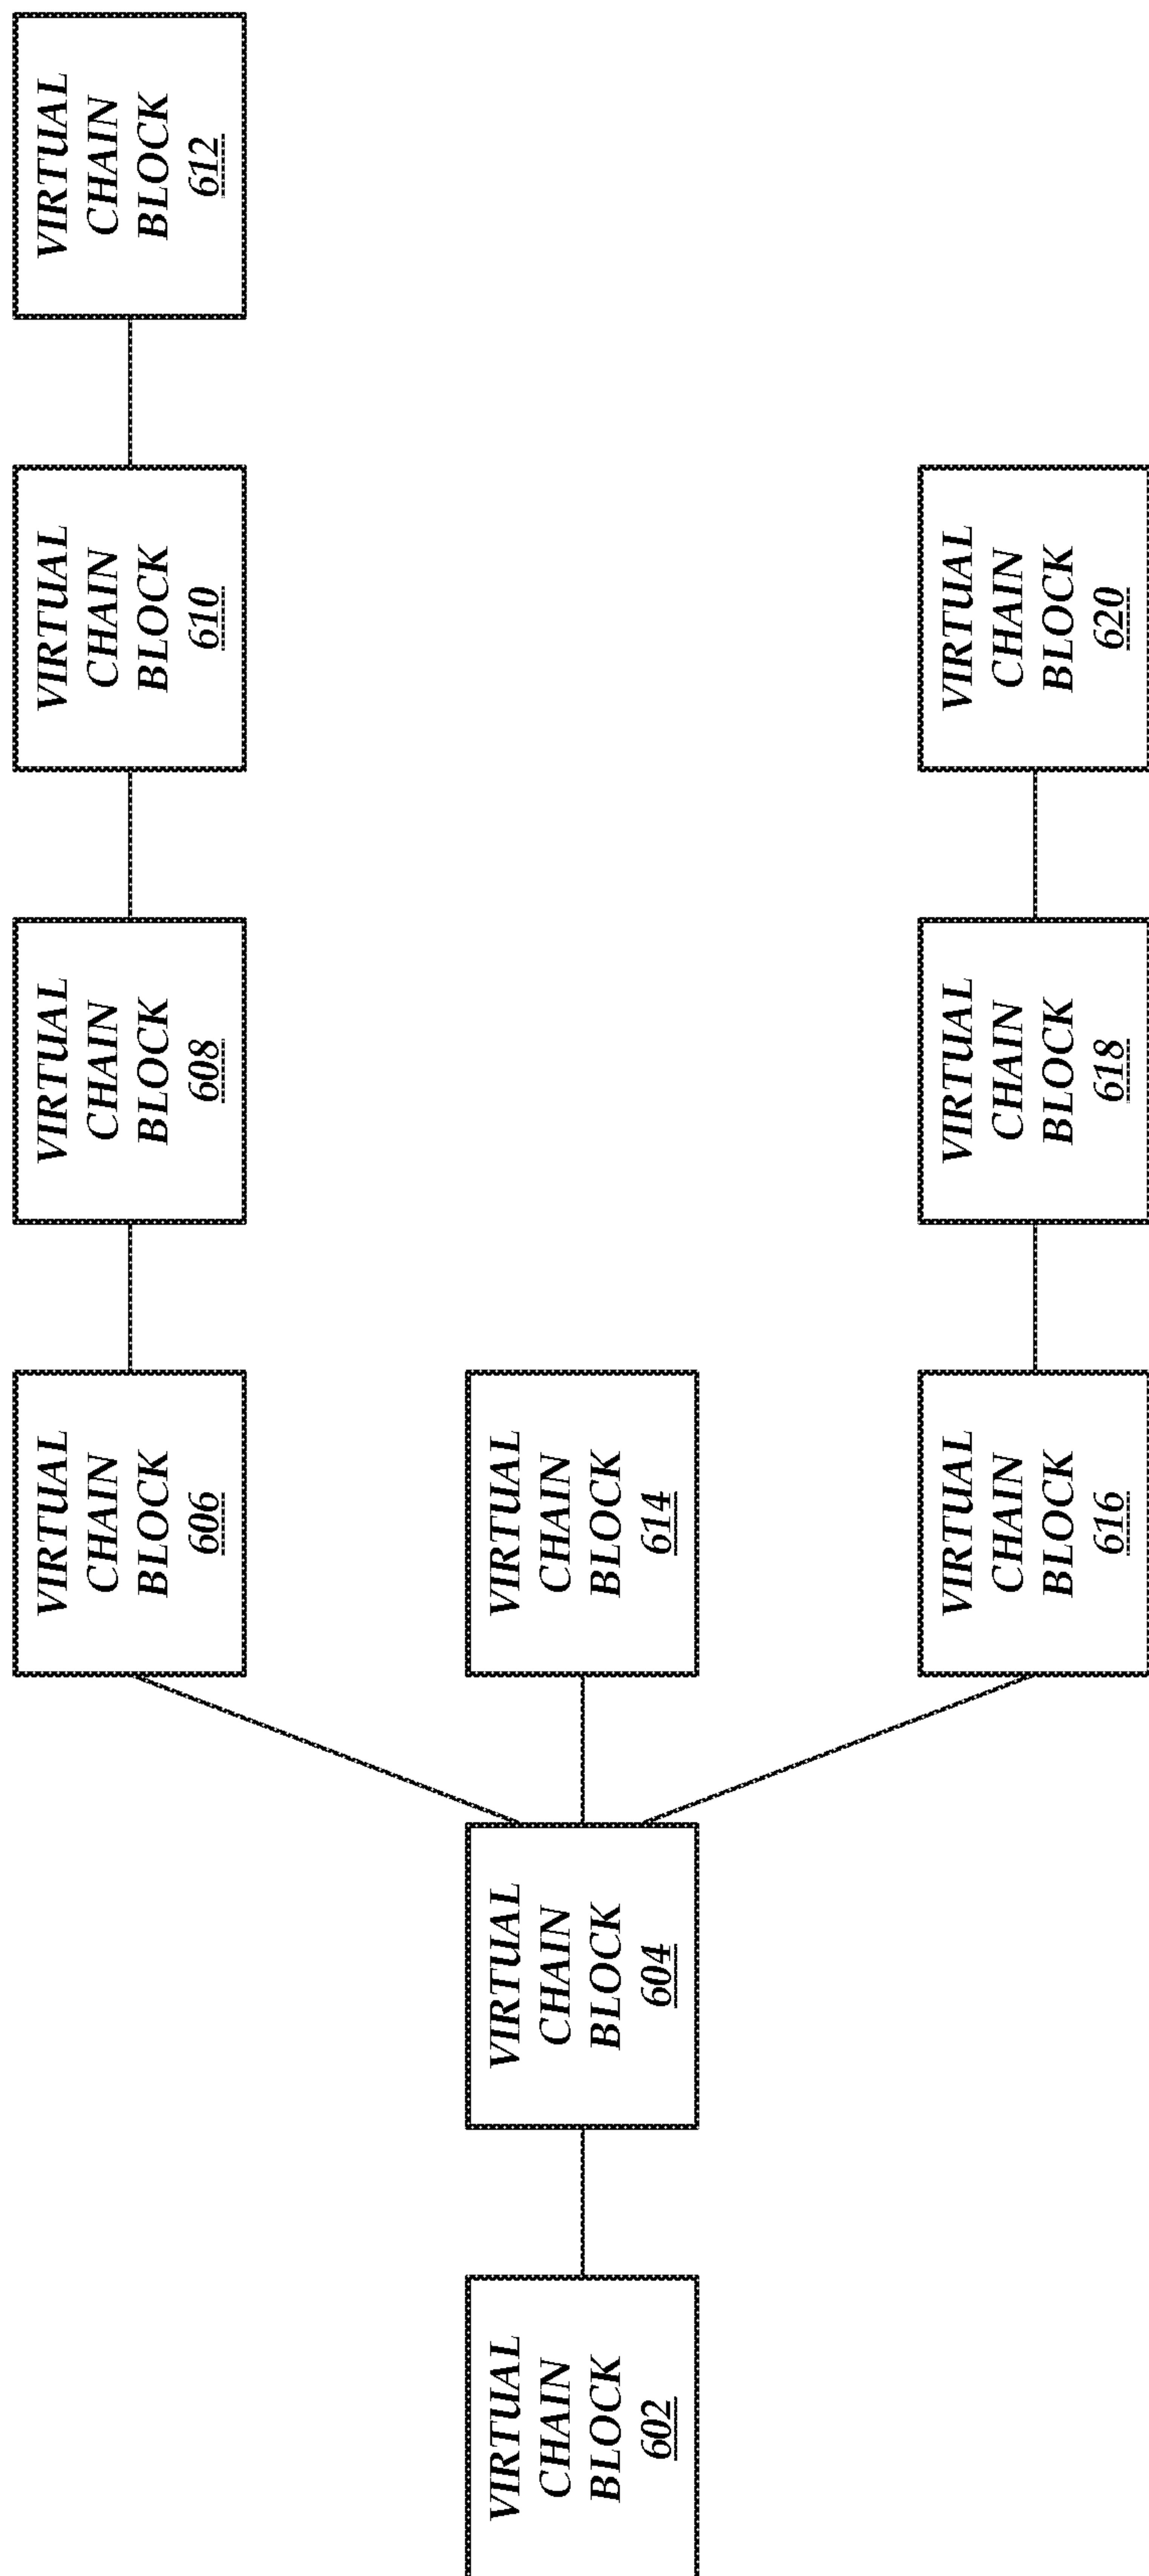 VIRTUAL
CHAIN
BLOCK
606
VIRTUAL
CHAIN
BLOCK
608
VIRTUAL
CHAIN
BLOCK
610
VIRTUAL
CHAIN
BLOCK
612
VIRTUAL
CHAIN
BLOCK
602
VIRTUAL
CHAIN
BLOCK
604
VIRTUAL
CHAIN
BLOCK
614
VIRTUAL
CHAIN
BLOCK
616
VIRTUAL
CHAIN
BLOCK
618
VIRTUAL
CHAIN
BLOCK
620